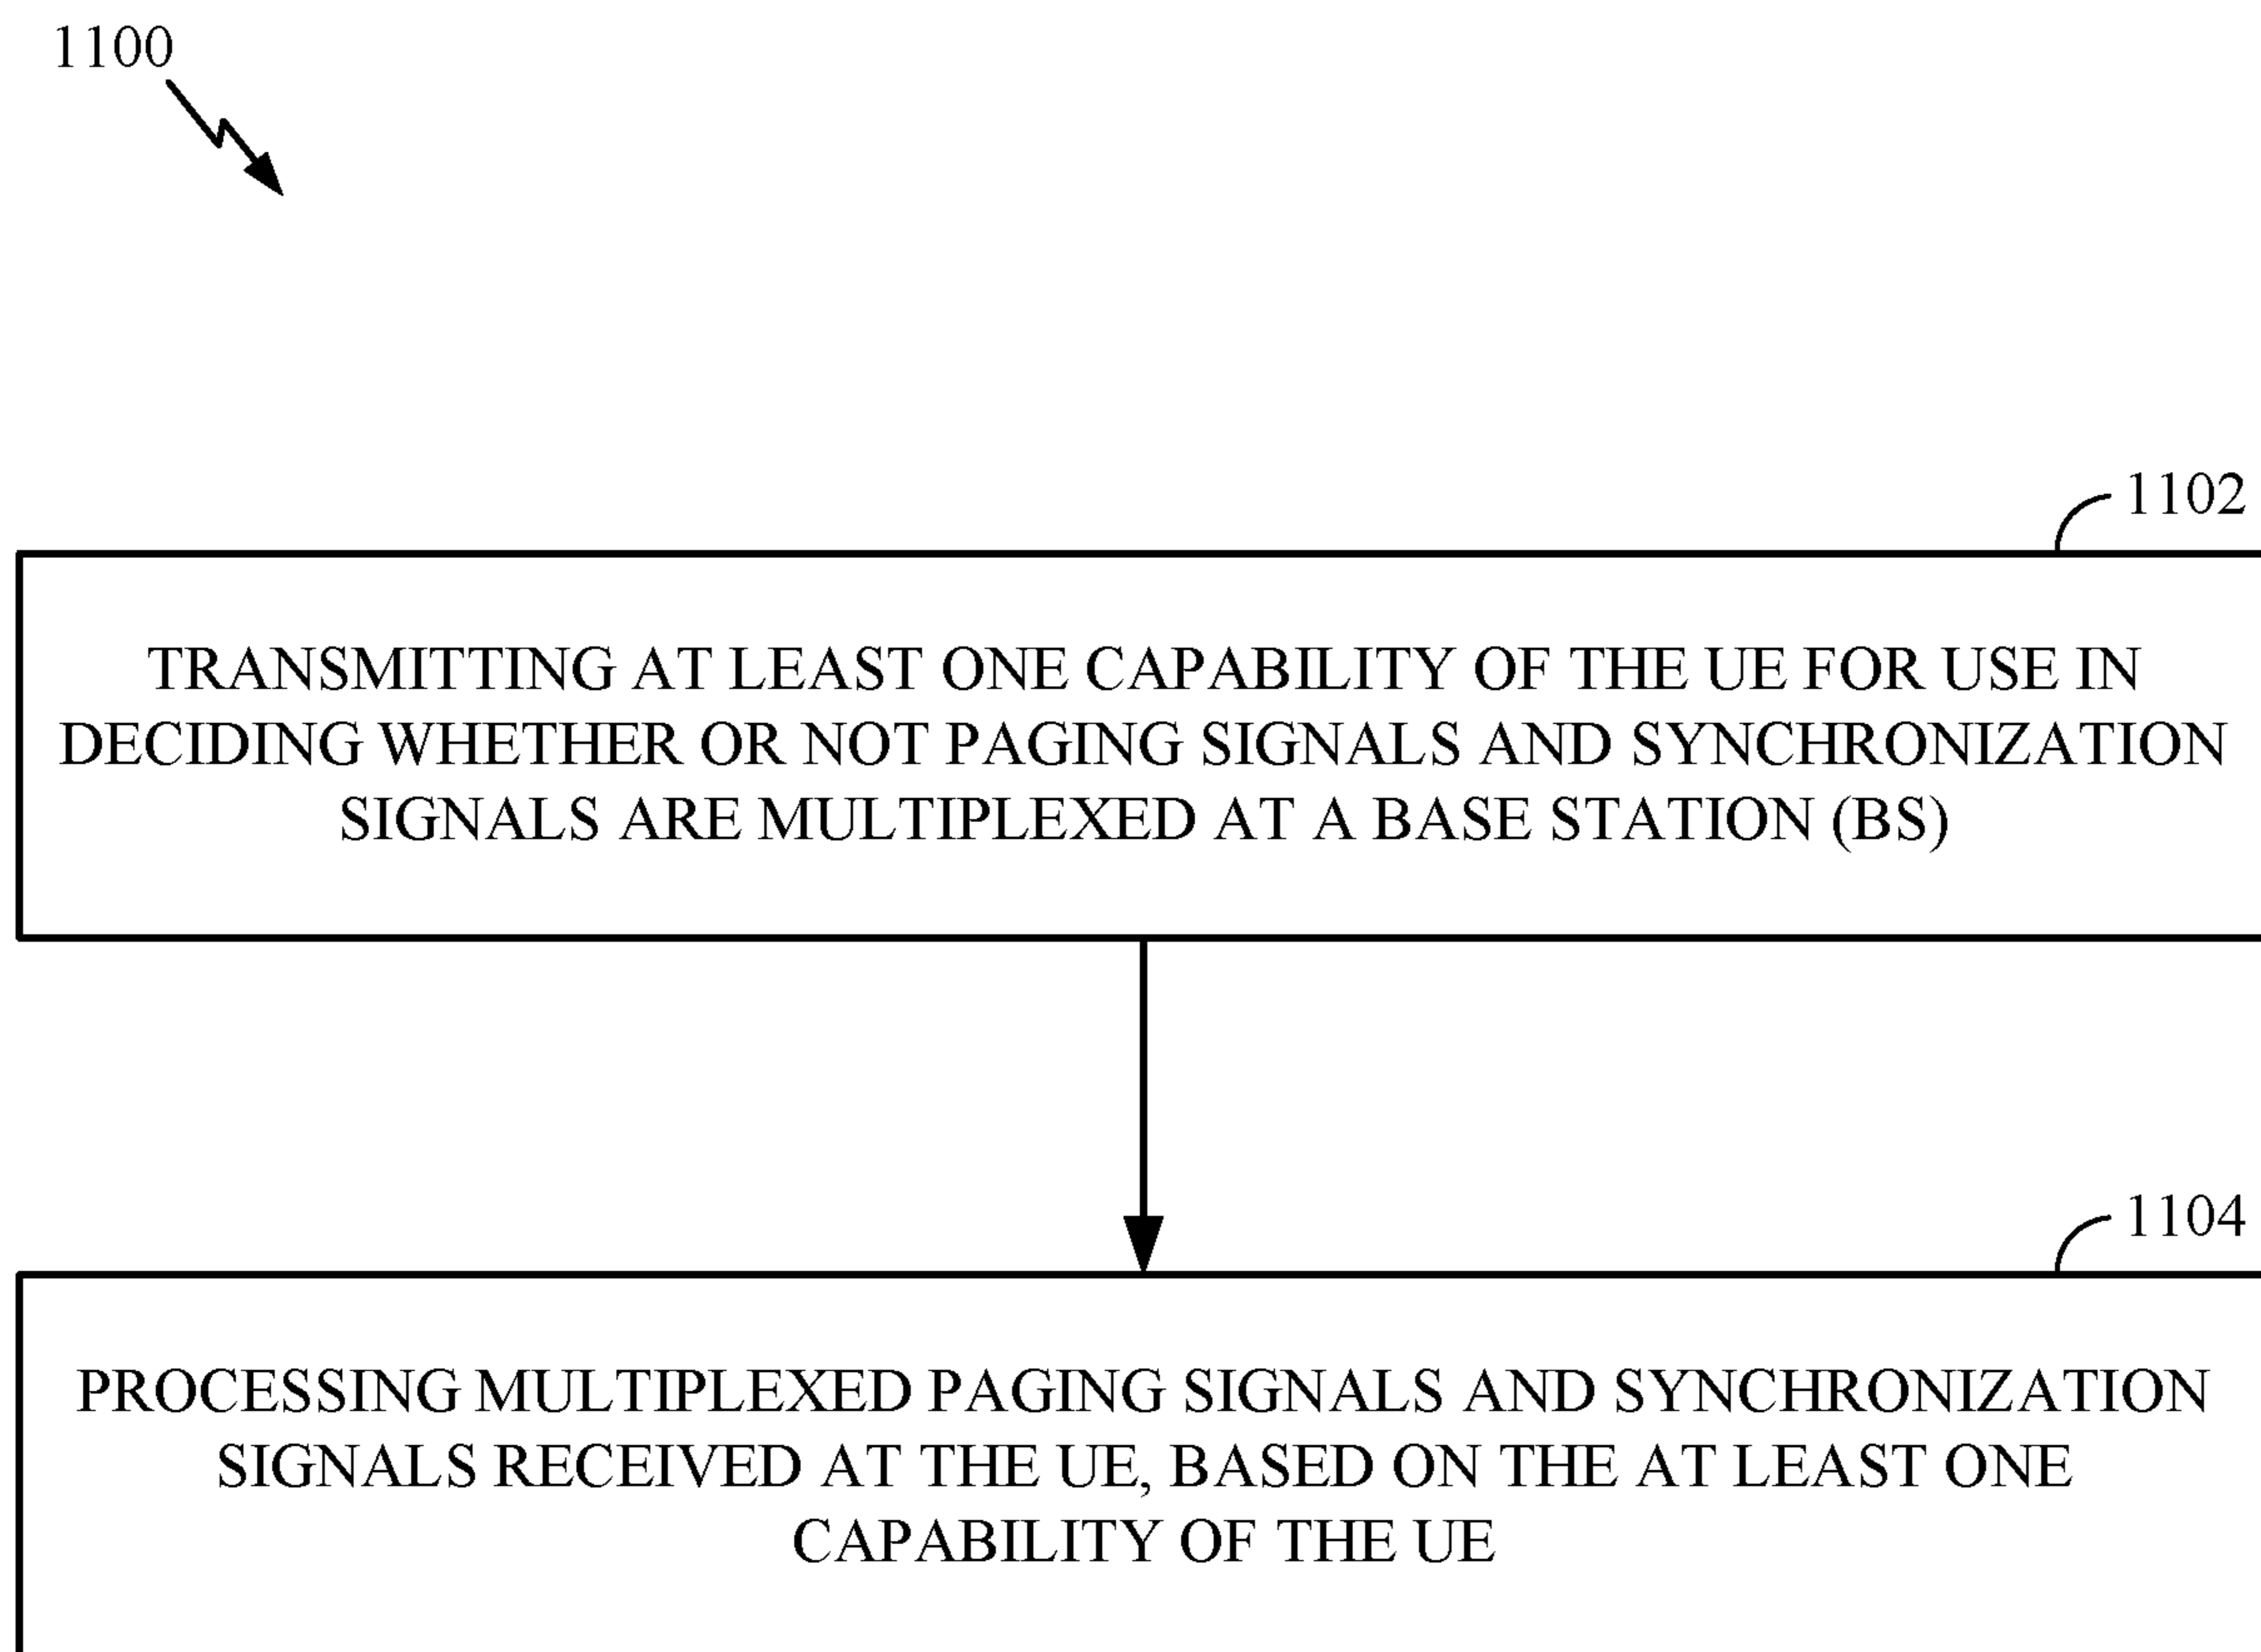 1100
1102
TRANSMITTING AT LEAST ONE CAPABILITY OF THE UE FOR USE IN
DECIDING WHETHER OR NOT PAGING SIGNALS AND SYNCHRONIZATION
SIGNALS ARE MULTIPLEXED AT A BASE STATION (BS)
1104
PROCESSING MULTIPLEXED PAGING SIGNALS AND SYNCHRONIZATION
SIGNALS RECEIVED AT THE UE, BASED ON THE AT LEAST ONE
CAPABILITY OF THE UE